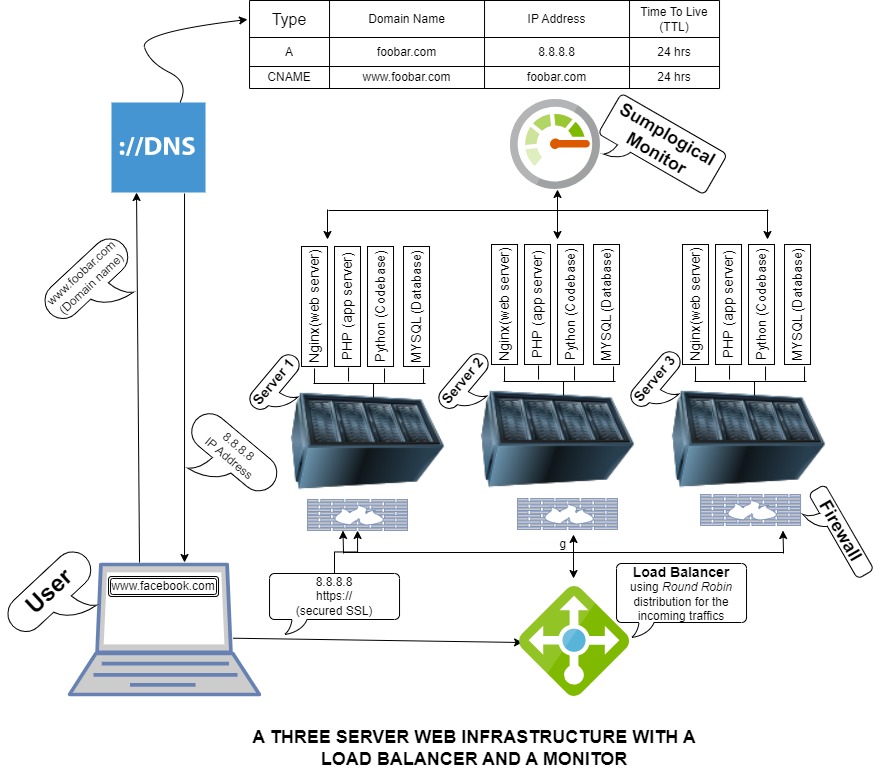 Type
Domain Name
IP Address
Time To Live
(TTL)
A
foobar.com
8.8.8.8
24 hrs
CNAME
www.foobar.com
foobar.com
24 hrs
://DNS
Sumplogical
Monitor
www.foobar.com
(Domain name)
Nginx(web server)
PHP (app server)
Python (Codebase)
MYSQL (Database)
Nginx(web server)
PHP (app server)
Python (Codebase)
MYSQL (Database)
Nginx(web server)
PHP (app server)
Python (Codebase)
MYSQL (Database)
Server 1
Server 2
Server 3
8.8.8.8
IP Address
Firewall
g
User
www.facebook.com
8.8.8.8
https://
(secured SSL)
Load Balancer
using Round Robin
distribution for the
incoming traffics
A THREE SERVER WEB INFRASTRUCTURE WITH A
LOAD BALANCER AND A MONITOR